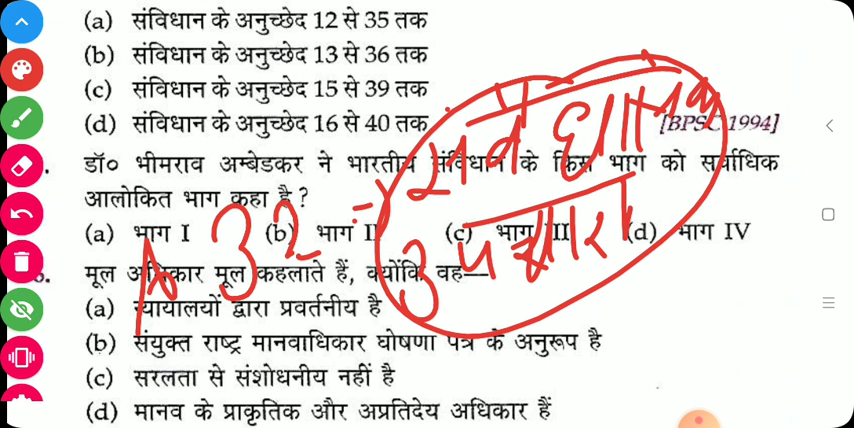 (a) संविधान के अनुच्छेद 12 से 35 तक
(b) संविधान के अनुच्छेद 13 से 36 तक
(c) संविधान के अनुच्छेद 15 से 39 तक
(d) संविधान के अनुच्छेद 16 से 40 तक
[BPSC 1994]
डॉ० भीमराव अम्बेडकर ने भारतीय संविधान के किस भाग को सर्वाधिक
आलोकित भाग कहा है ?
(a) भाग I (b) भाग II (c) भाग III (d) भाग IV
मूल अधिकार मूल कहलाते हैं, क्योंकि वह—
(a) न्यायालयों द्वारा प्रवर्तनीय है
(b) संयुक्त राष्ट्र मानवाधिकार घोषणा पत्र के अनुरूप है
(c) सरलता से संशोधनीय नहीं है
(d) मानव के प्राकृतिक और अप्रतिदेय अधिकार हैं
A 32